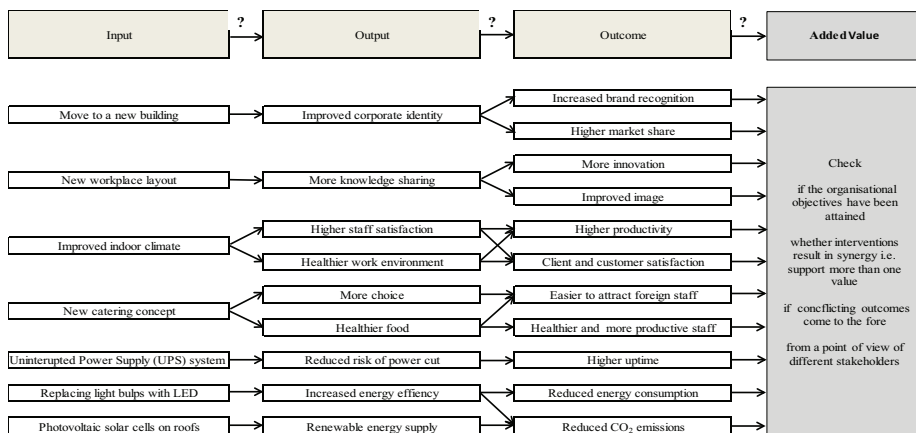 ? ? ?
Input Output Outcome Added Value
Move to a new building
Improved corporate identity
Increased brand recognition
Higher market share
New workplace layout
More knowledge sharing
More innovation
Improved image
Improved indoor climate
Higher staff satisfaction
Healthier work environment
Higher productivity
Client and customer satisfaction
New catering concept
More choice
Healthier food
Easier to attract foreign staff
Healthier and more productive staff
Uninterupted Power Supply (UPS) system
Reduced risk of power cut
Higher uptime
Replacing light bulps with LED
Increased energy effiency
Reduced energy consumption
Photovoltaic solar cells on roofs
Renewable energy supply
Reduced CO₂ emissions
Check
if the organisational
objectives have been
attained
whether interventions
result in synergy i.e.
support more than one
value
if concflicting outcomes
come to the fore
from a point of view of
different stakeholders